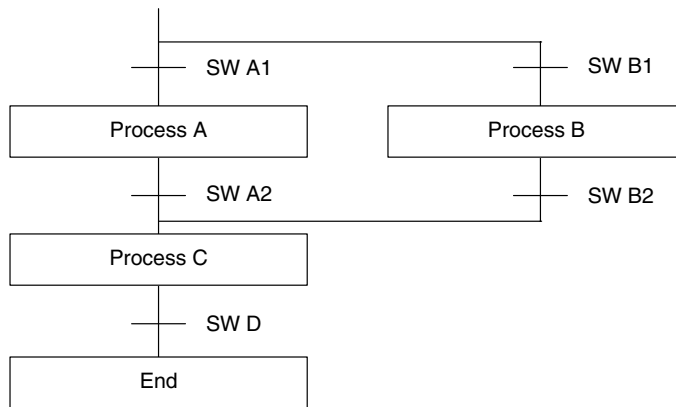 SW A1
SW B1
Process A
Process B
SW A2
SW B2
Process C
SW D
End